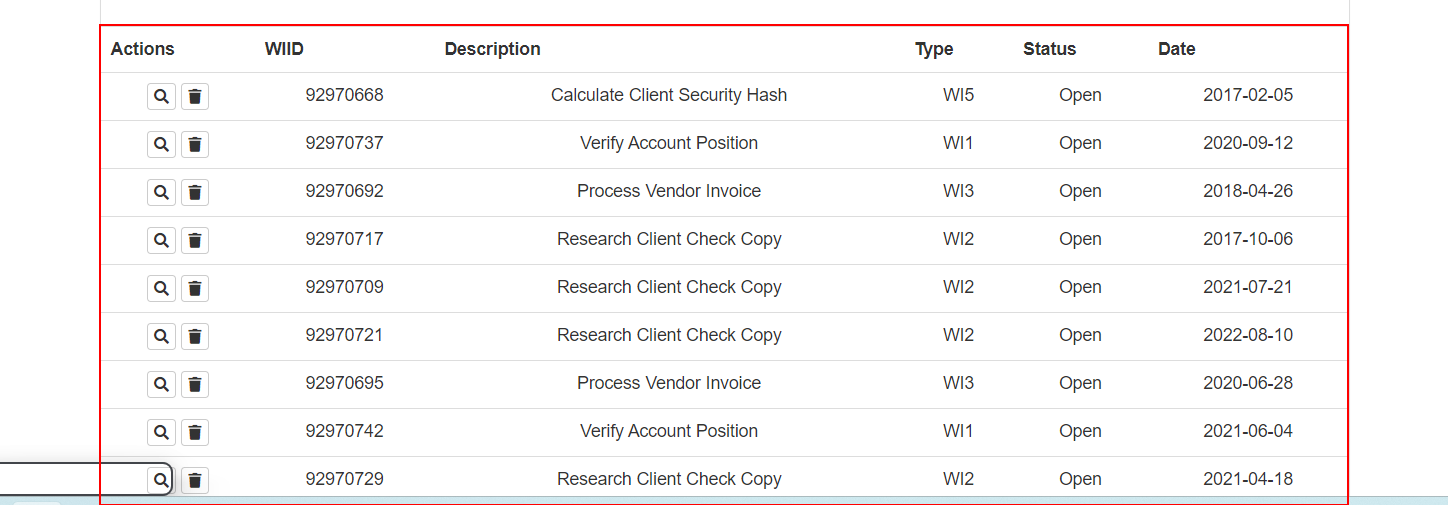 Actions WIID Description Type Status Date
92970668 Calculate Client Security Hash WI5 Open 2017-02-05
92970737 Verify Account Position WI1 Open 2020-09-12
92970692 Process Vendor Invoice WI3 Open 2018-04-26
92970717 Research Client Check Copy WI2 Open 2017-10-06
92970709 Research Client Check Copy WI2 Open 2021-07-21
92970721 Research Client Check Copy WI2 Open 2022-08-10
92970695 Process Vendor Invoice WI3 Open 2020-06-28
92970742 Verify Account Position WI1 Open 2021-06-04
92970729 Research Client Check Copy WI2 Open 2021-04-18